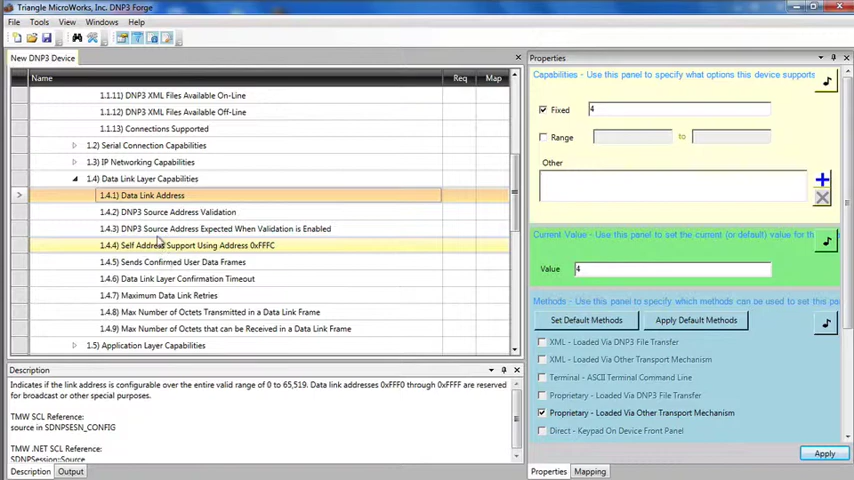 Triangle MicroWorks, Inc. DNP3 Forge
File Tools View Windows Help
New DNP3 Device
Name Req Map
1.1.11) DNP3 XML Files Available On-Line
1.1.12) DNP3 XML Files Available Off-Line
1.1.13) Connections Supported
1.2) Serial Connection Capabilities
1.3) IP Networking Capabilities
1.4) Data Link Layer Capabilities
1.4.1) Data Link Address
1.4.2) DNP3 Source Address Validation
1.4.3) DNP3 Source Address Expected When Validation is Enabled
1.4.4) Self Address Support Using Address 0xFFFC
1.4.5) Sends Confirmed User Data Frames
1.4.6) Data Link Layer Confirmation Timeout
1.4.7) Maximum Data Link Retries
1.4.8) Max Number of Octets Transmitted in a Data Link Frame
1.4.9) Max Number of Octets that can be Received in a Data Link Frame
1.5) Application Layer Capabilities
Description
Indicates if the link address is configurable over the entire valid range of 0 to 65,519. Data link addresses 0xFFF0 through 0xFFFF are reserved
for broadcast or other special purposes.
TMW SCL Reference:
source in SDNPSESN_CONFIG
TMW .NET SCL Reference:
SDNPSession::Source
Description Output
Properties
Capabilities - Use this panel to specify what options this device supports
Fixed 4
Range to
Other
Current Value - Use this panel to set the current (or default) value for th
Value 4
Methods - Use this panel to specify which methods can be used to set this pa
Set Default Methods Apply Default Methods
XML - Loaded Via DNP3 File Transfer
XML - Loaded Via Other Transport Mechanism
Terminal - ASCII Terminal Command Line
Proprietary - Loaded Via DNP3 File Transfer
Proprietary - Loaded Via Other Transport Mechanism
Direct - Keypad On Device Front Panel
Apply
Properties Mapping